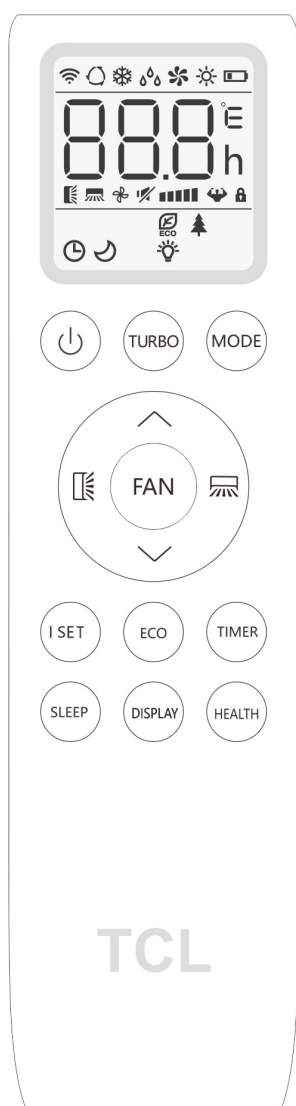 88.8 °E
h
ECO
TURBO MODE
FAN
I SET ECO TIMER
SLEEP DISPLAY HEALTH
TCL